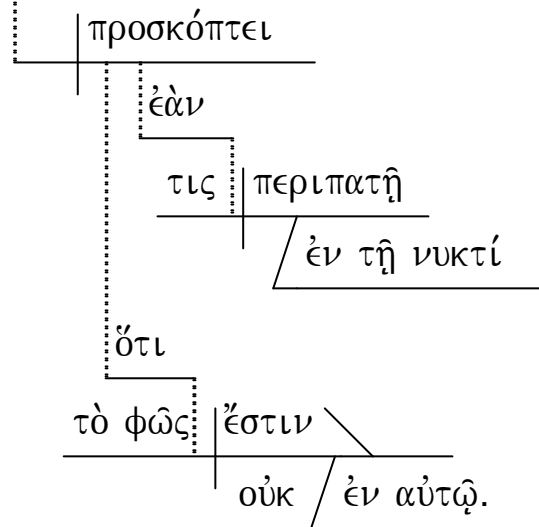 προσκόπτει
ἐὰν
τις περιπατῇ
ἐν τῇ νυκτί
ὅτι
τὸ φῶς ἔστιν
οὐκ ἐν αὐτῷ.